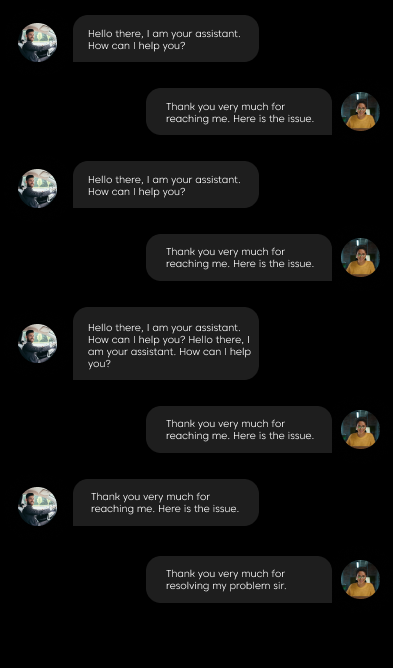 Hello there, I am your assistant.
How can I help you?
Thank you very much for
reaching me. Here is the issue.
Hello there, I am your assistant.
How can I help you?
Thank you very much for
reaching me. Here is the issue.
Hello there, I am your assistant.
How can I help you? Hello there, I
am your assistant. How can I help
you?
Thank you very much for
reaching me. Here is the issue.
Thank you very much for
reaching me. Here is the issue.
Thank you very much for
resolving my problem sir.